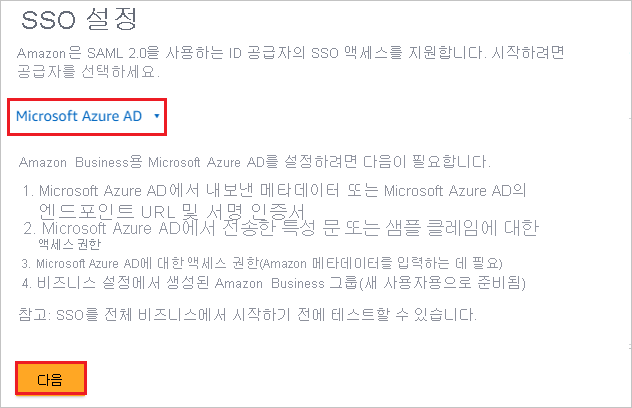 SSO 설정
Amazon은 SAML 2.0을 사용하는 ID 공급자의 SSO 액세스를 지원합니다. 시작하려면
공급자를 선택하세요.
Microsoft Azure AD
Amazon Business용 Microsoft Azure AD를 설정하려면 다음이 필요합니다.
1. Microsoft Azure AD에서 내보낸 메타데이터 또는 Microsoft Azure AD의
엔드포인트 URL 및 서명 인증서
2. Microsoft Azure AD에서 전송한 특성 문 또는 샘플 클레임에 대한
액세스 권한
3. Microsoft Azure AD에 대한 액세스 권한(Amazon 메타데이터를 입력하는 데 필요)
4. 비즈니스 설정에서 생성된 Amazon Business 그룹(새 사용자용으로 준비됨)
참고: SSO를 전체 비즈니스에서 시작하기 전에 테스트할 수 있습니다.
다음